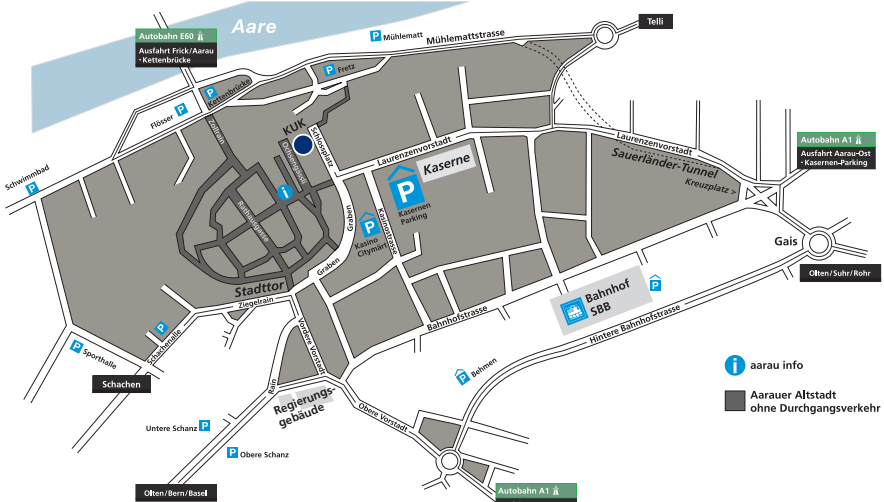 Aare
Telli
Autobahn E60
Ausfahrt Frick/Aarau
- Kettenbrücke
P Mühlematt
Mühlemattstrasse
P Fretz
P
Kettenbrücke
Flösser P
Zollrain
KUK
Schlossplatz
Ochsengässli
Laurenzenvorstadt
Laurenzenvorstadt
Autobahn A1
Ausfahrt Aarau-Ost
- Kasernen-Parking
Sauerländer-Tunnel
Kreuzplatz >
Kaserne
Schwimmbad
P
i
P
Kasernen
Parking
Rathausgasse
Graben
Kasinostrasse
P
Kasino
Citymärt
Gais
Olten/Suhr/Rohr
Graben
Stadttor
Ziegelrain
Bahnhof
SBB
P
Bahnhofstrasse
Hintere Bahnhofstrasse
P
Schachenallee
P Sporthalle
Vordere Vorstadt
Schachen
P Behmen
Rain
Regierungs-
gebäude
Obere Vorstadt
i aarau info
Aarauer Altstadt
ohne Durchgangsverkehr
Untere Schanz P
P Obere Schanz
Olten/Bern/Basel
Autobahn A1